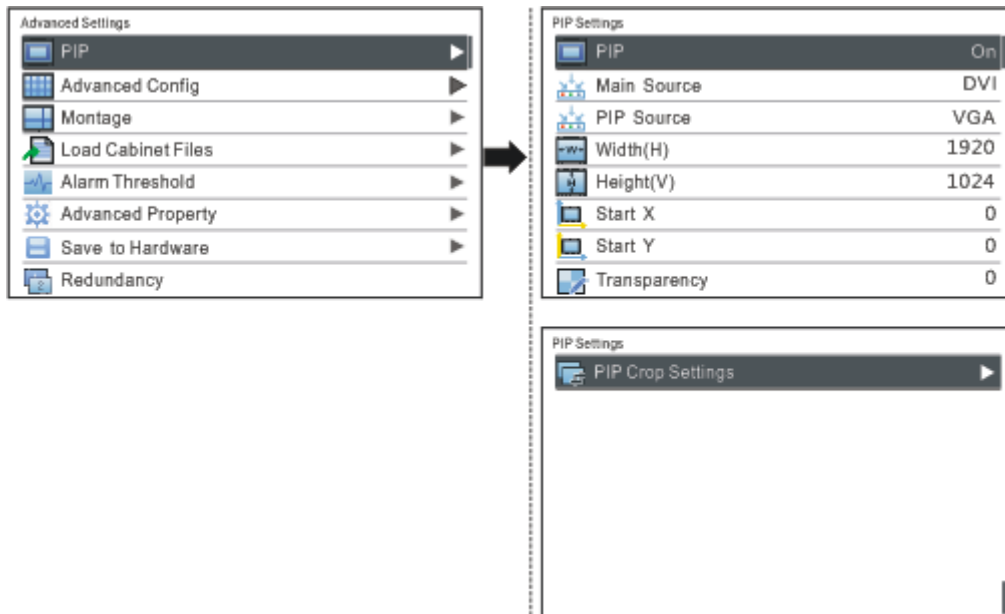 Advanced Settings
PIP
Advanced Config
Montage
Load Cabinet Files
Alarm Threshold
Advanced Property
Save to Hardware
Redundancy
PIP Settings
PIP On
Main Source DVI
PIP Source VGA
Width(H) 1920
Height(V) 1024
Start X 0
Start Y 0
Transparency 0
PIP Settings
PIP Crop Settings